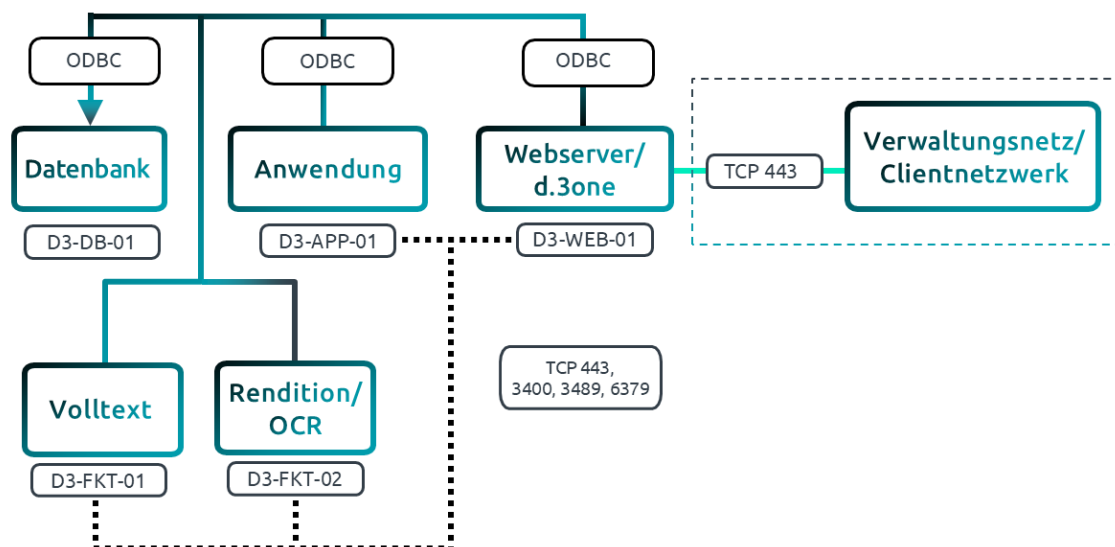 ODBC
ODBC
ODBC
Datenbank
Anwendung
Webserver/
d.3one
TCP 443
Verwaltungsnetz/
Clientnetzwerk
D3-DB-01
D3-APP-01
D3-WEB-01
TCP 443,
3400, 3489, 6379
Volltext
Rendition/
OCR
D3-FKT-01
D3-FKT-02